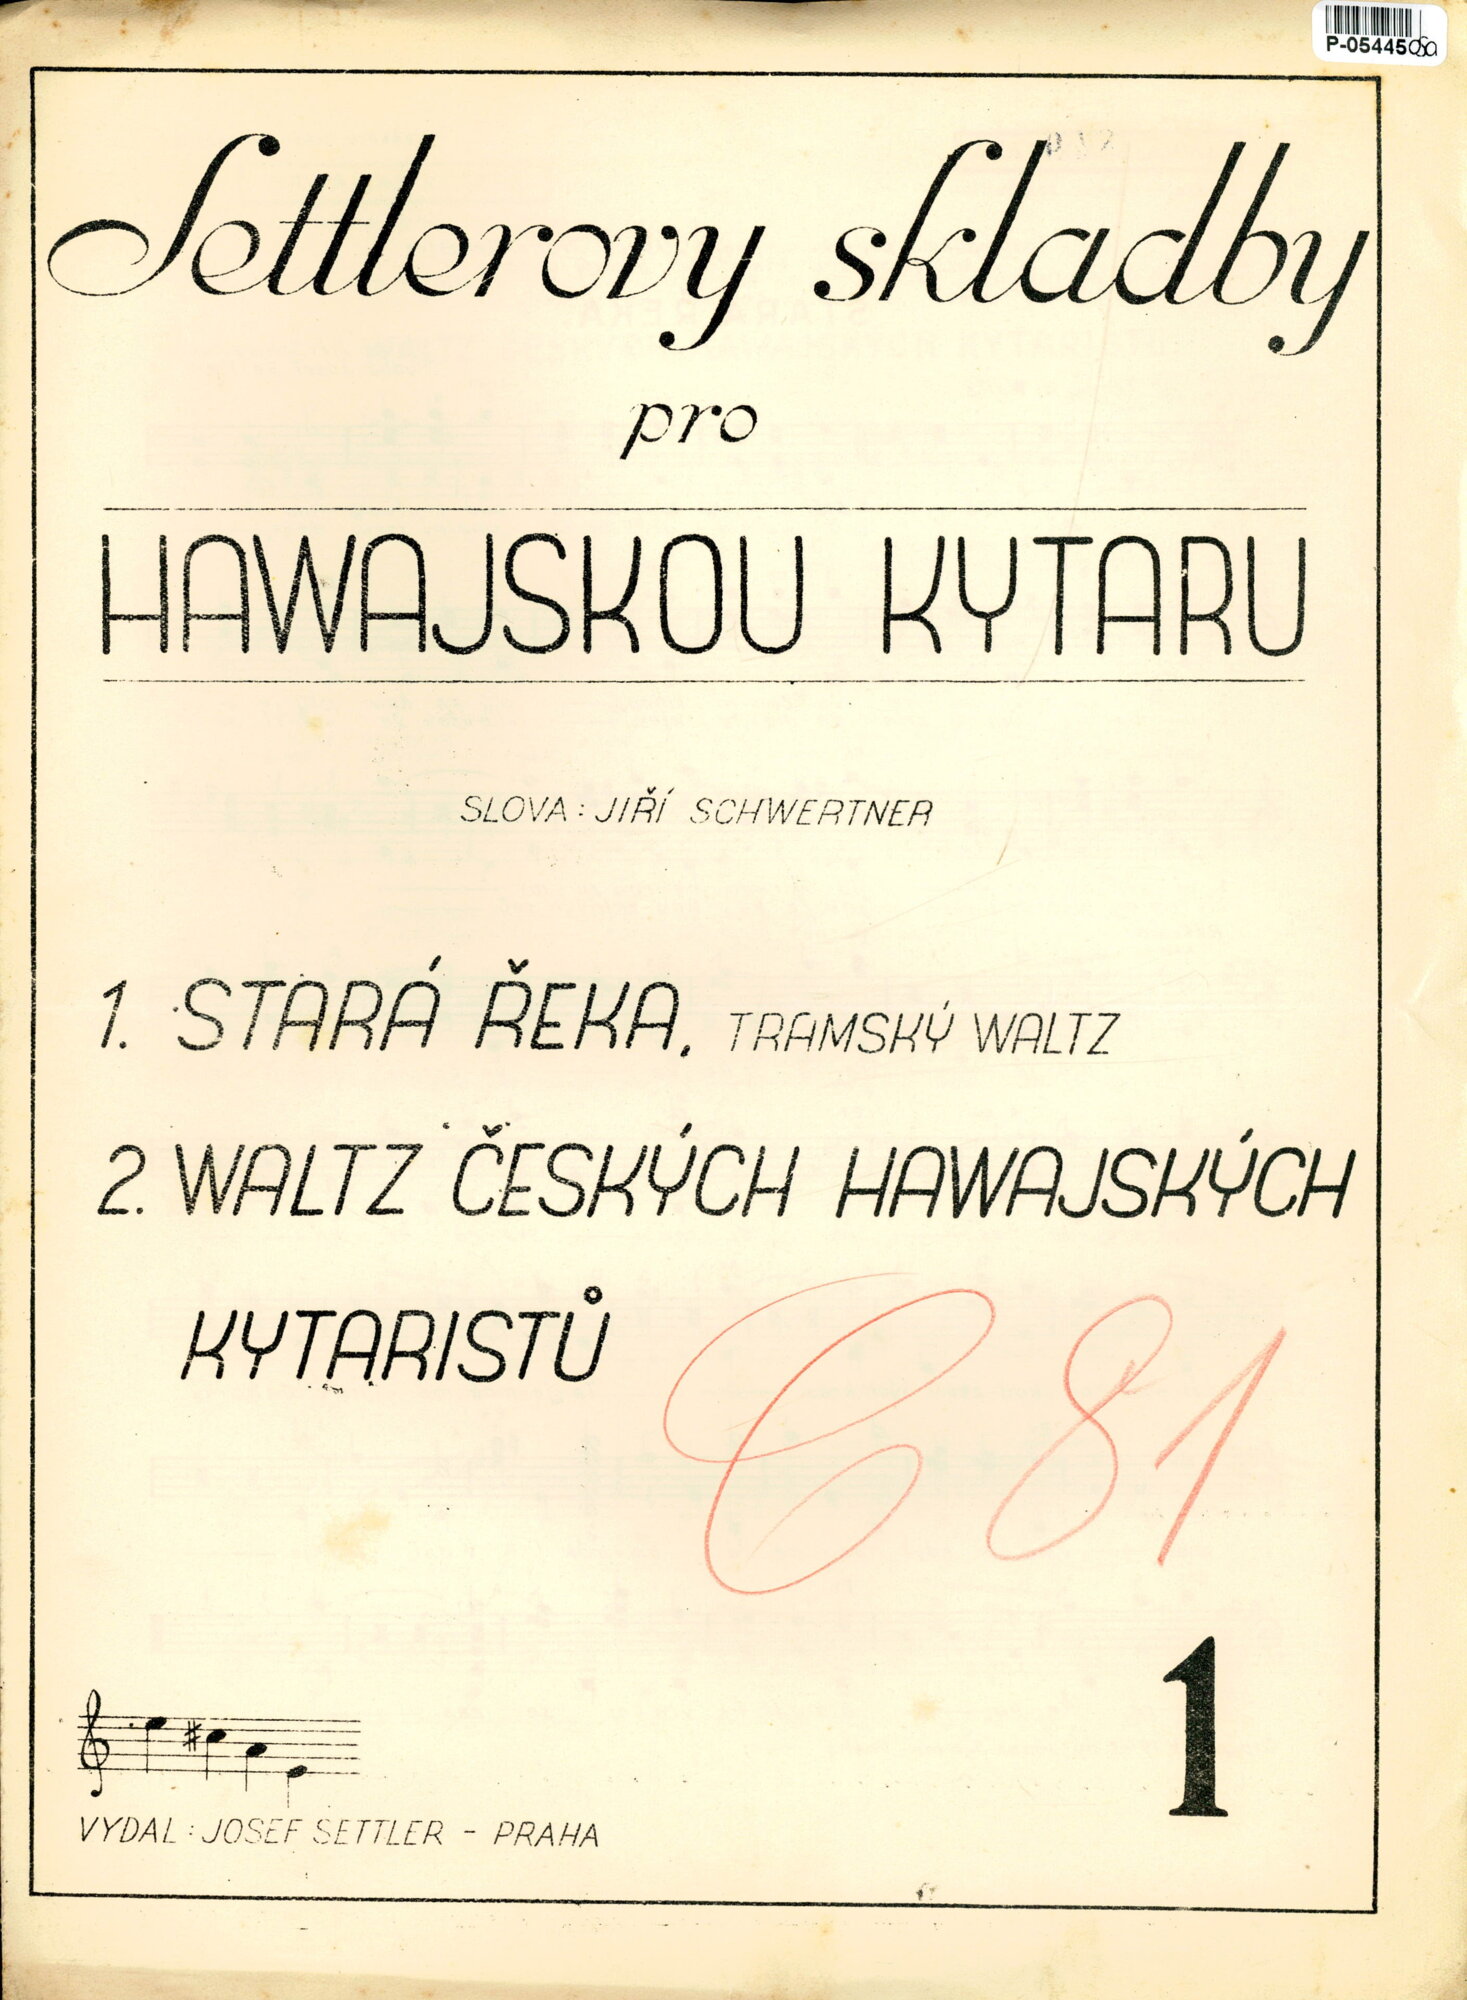 P-05445
Settlerovy skladby
pro
HAWAJSKOU KYTARU
SLOVA: JIŘÍ SCHWERTNER
1. STARÁ ŘEKA, TRAMSKÝ WALTZ
2. WALTZ ČESKÝCH HAWAJSKÝCH
KYTARISTŮ
C 81
1
VYDAL: JOSEF SETTLER - PRAHA